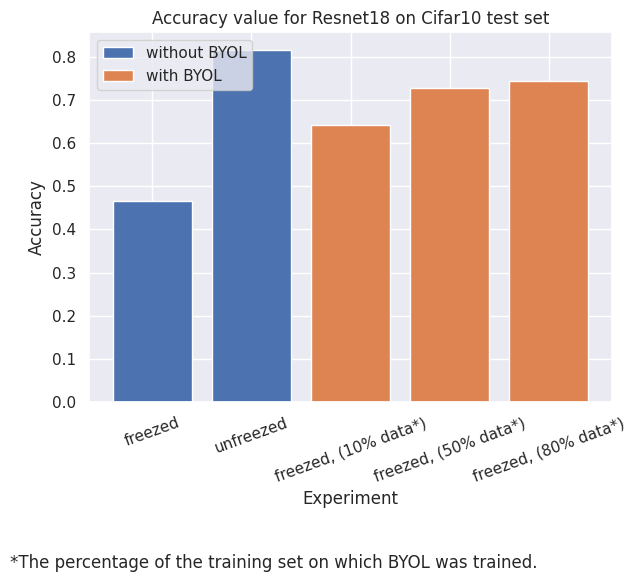 Accuracy value for Resnet18 on Cifar10 test set
without BYOL
with BYOL
Accuracy
0.8
0.7
0.6
0.5
0.4
0.3
0.2
0.1
0.0
freezed
unfreezed
freezed, (10% data*)
freezed, (50% data*)
freezed, (80% data*)
Experiment
*The percentage of the training set on which BYOL was trained.